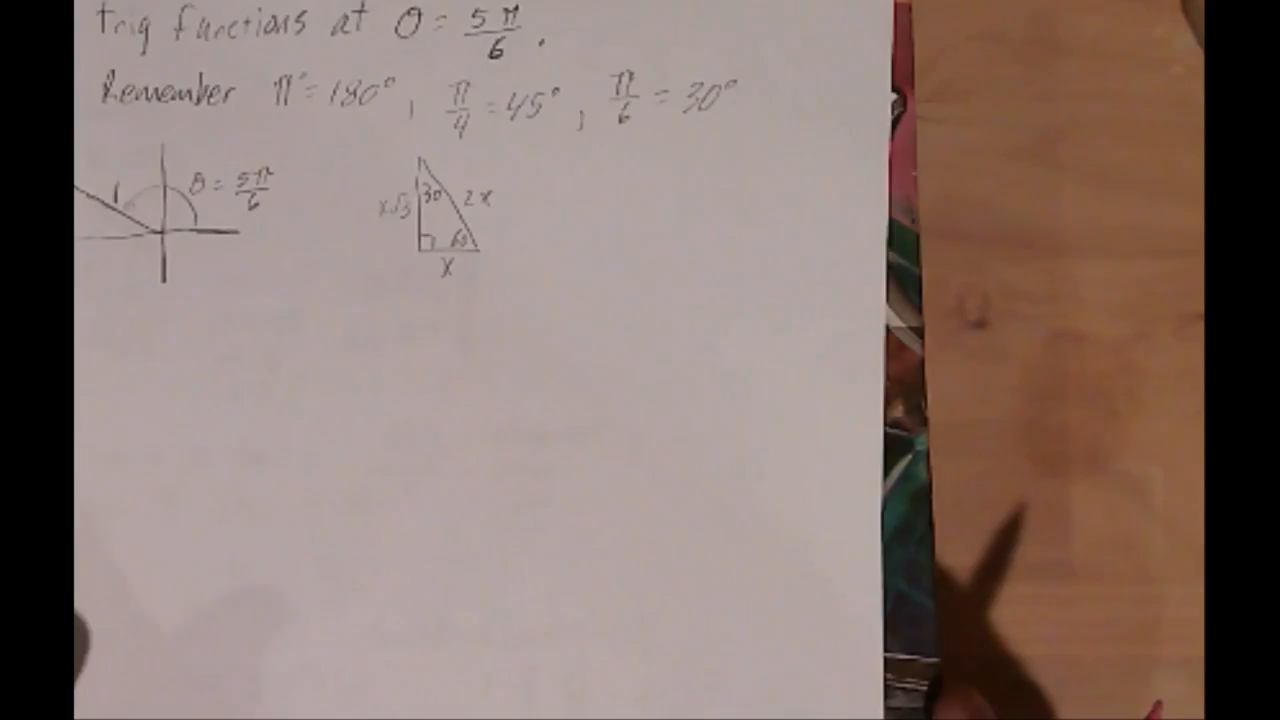 trig functions at θ = 5π/6.
Remember π = 180°, π/4 = 45°, π/6 = 30°
1 θ = 5π/6
x√3 30 2x
60
x